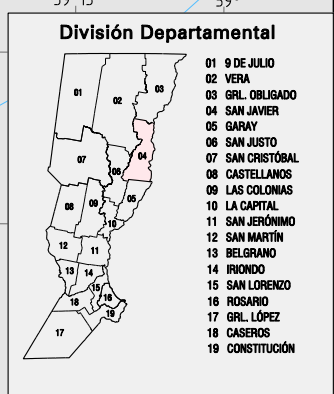 59°15'
59°
División Departamental
01 9 DE JULIO
02 VERA
03 GRL. OBLIGADO
04 SAN JAVIER
05 GARAY
06 SAN JUSTO
07 SAN CRISTÓBAL
08 CASTELLANOS
09 LAS COLONIAS
10 LA CAPITAL
11 SAN JERÓNIMO
12 SAN MARTÍN
13 BELGRANO
14 IRIONDO
15 SAN LORENZO
16 ROSARIO
17 GRL. LÓPEZ
18 CASEROS
19 CONSTITUCIÓN
01
02
03
04
07
06
05
08
09
10
12
11
13
14
15
16
18
19
17